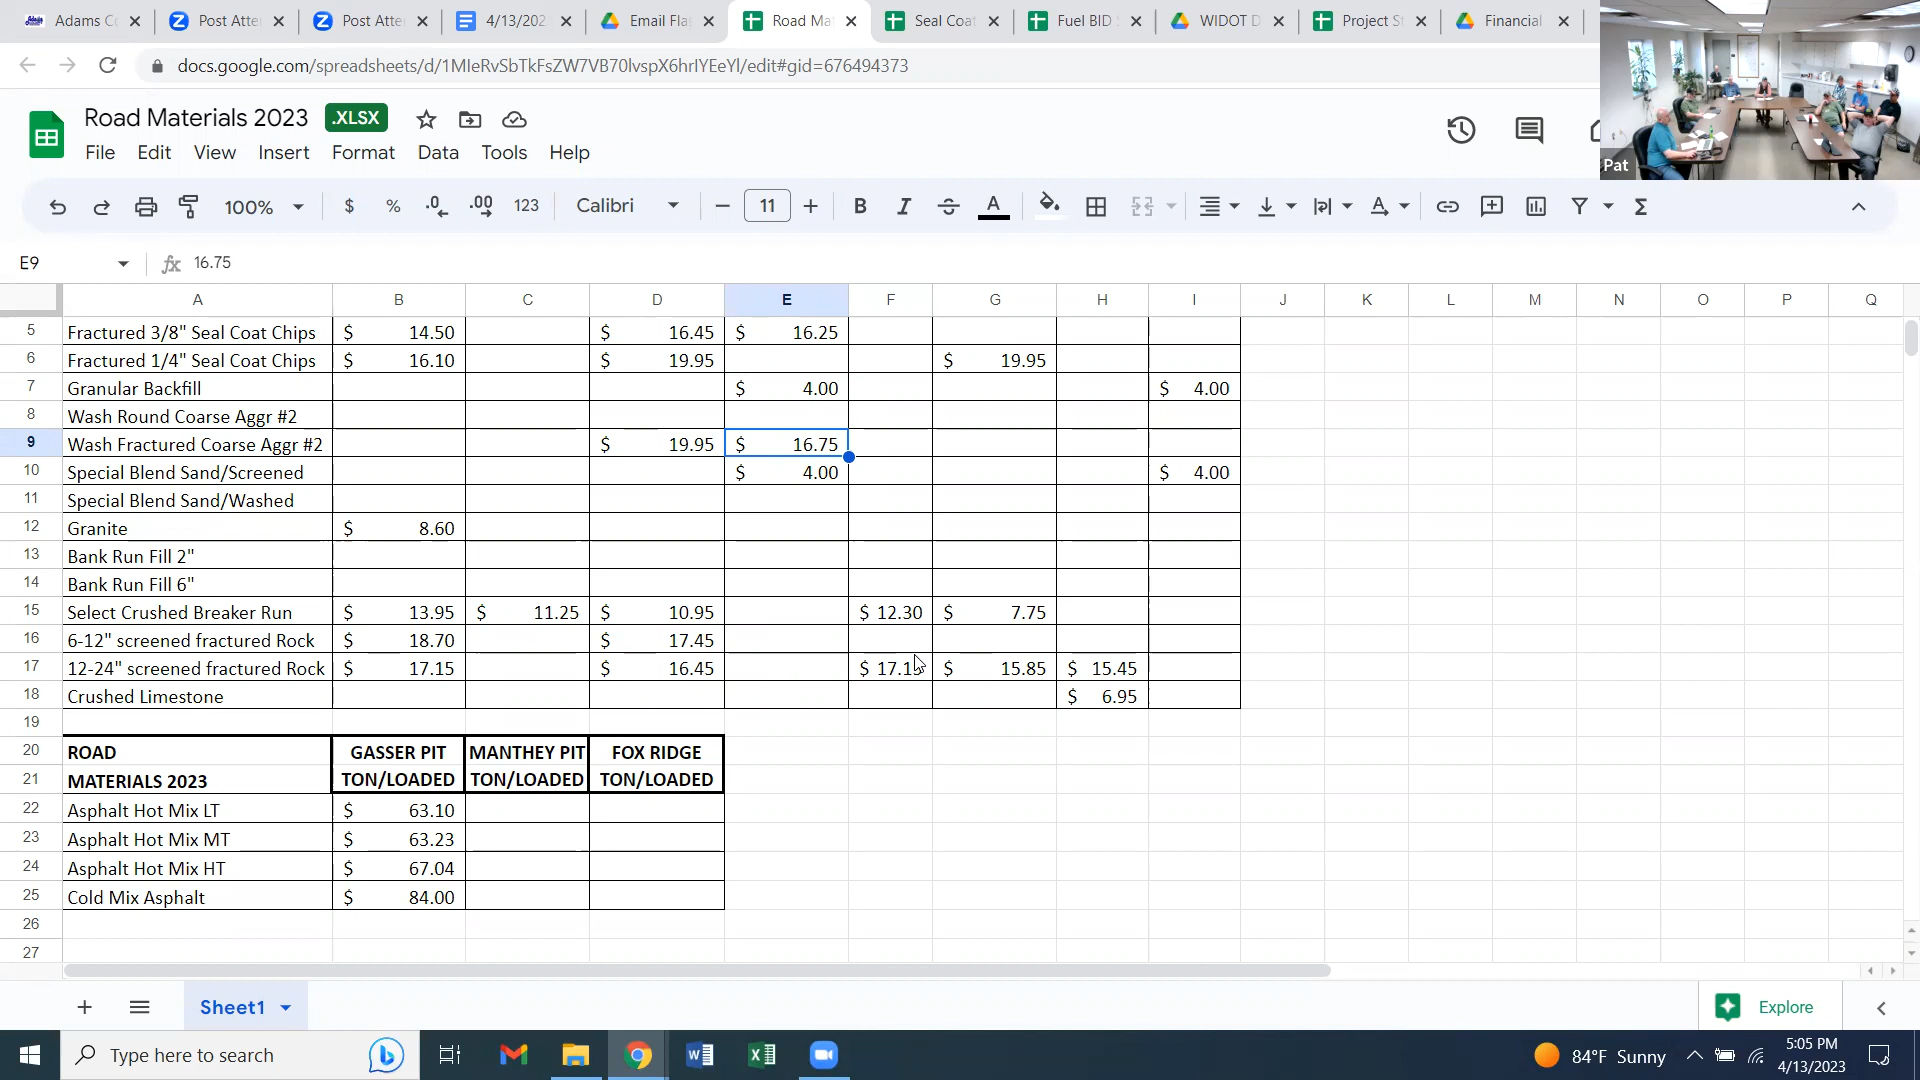 Adams C
Post Atte
Post Atte
4/13/202
Email Fla
Road Mat
Seal Coat
Fuel BID
WIDOT D
Project S
Financial
docs.google.com/spreadsheets/d/1MIeRvSbTkFsZW7VB70lvspX6hrIYEeYl/edit#gid=676494373
Road Materials 2023 .XLSX
File Edit View Insert Format Data Tools Help
Pat
100% $ % .0 .00 123 Calibri 11 B I S A
E9 fx 16.75
A B C D E F G H I J K L M N O P Q
5 Fractured 3/8" Seal Coat Chips $ 14.50 $ 16.45 $ 16.25
6 Fractured 1/4" Seal Coat Chips $ 16.10 $ 19.95 $ 19.95
7 Granular Backfill $ 4.00 $ 4.00
8 Wash Round Coarse Aggr #2
9 Wash Fractured Coarse Aggr #2 $ 19.95 $ 16.75
10 Special Blend Sand/Screened $ 4.00 $ 4.00
11 Special Blend Sand/Washed
12 Granite $ 8.60
13 Bank Run Fill 2"
14 Bank Run Fill 6"
15 Select Crushed Breaker Run $ 13.95 $ 11.25 $ 10.95 $ 12.30 $ 7.75
16 6-12" screened fractured Rock $ 18.70 $ 17.45
17 12-24" screened fractured Rock $ 17.15 $ 16.45 $ 17.15 $ 15.85 $ 15.45
18 Crushed Limestone $ 6.95
19
20 ROAD GASSER PIT MANTHEY PIT FOX RIDGE
21 MATERIALS 2023 TON/LOADED TON/LOADED TON/LOADED
22 Asphalt Hot Mix LT $ 63.10
23 Asphalt Hot Mix MT $ 63.23
24 Asphalt Hot Mix HT $ 67.04
25 Cold Mix Asphalt $ 84.00
26
27
Sheet1
Explore
Type here to search
84°F Sunny
5:05 PM
4/13/2023